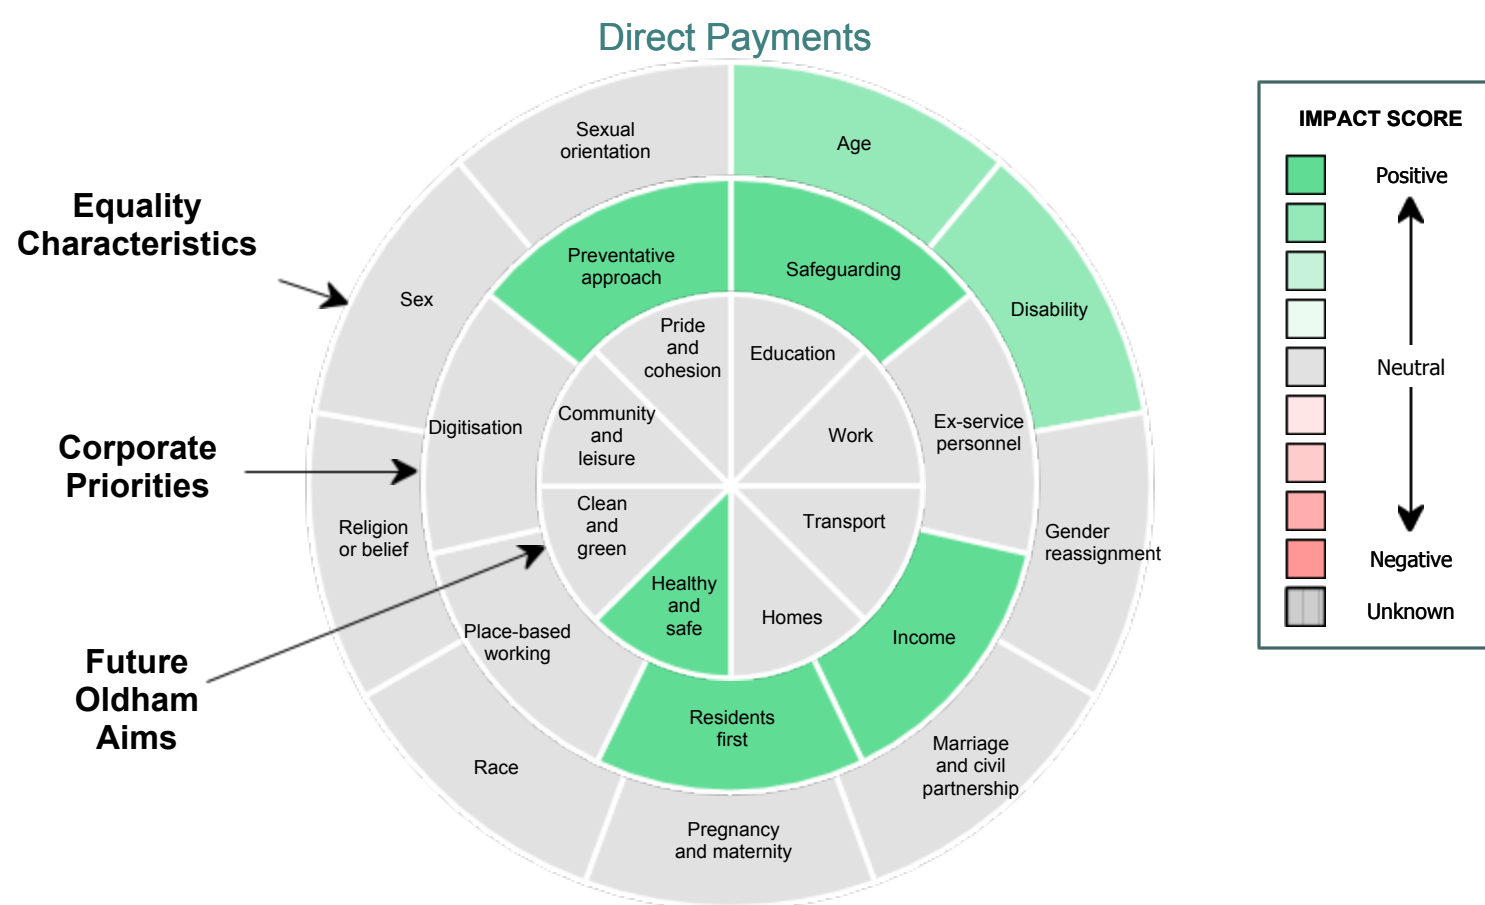 Direct Payments
Equality
Characteristics
Corporate
Priorities
Future
Oldham
Aims
Sexual
orientation
Age
Disability
Gender
reassignment
Marriage
and civil
partnership
Pregnancy
and maternity
Race
Religion
or belief
Sex
Preventative
approach
Safeguarding
Ex-service
personnel
Income
Residents
first
Place-based
working
Digitisation
Pride
and
cohesion
Education
Work
Transport
Homes
Healthy
and
safe
Clean
and
green
Community
and
leisure
IMPACT SCORE
Positive
Neutral
Negative
Unknown